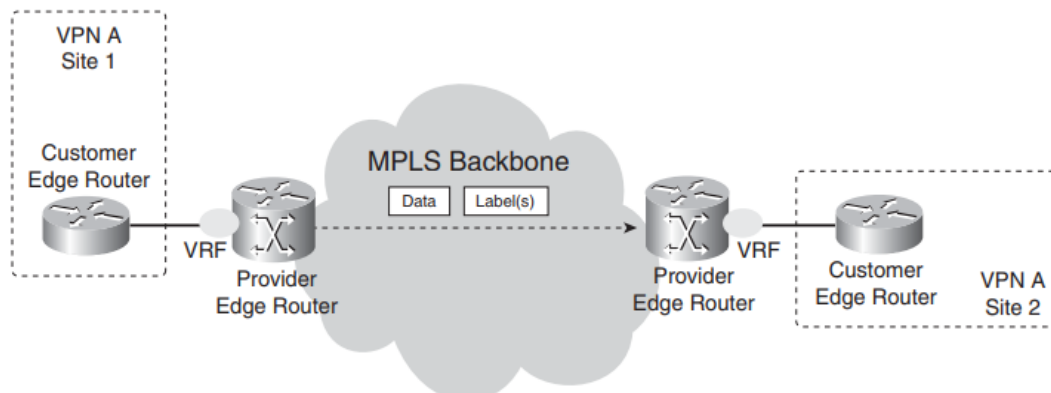 VPN A
Site 1
Customer
Edge Router
VRF
Provider
Edge Router
MPLS Backbone
Data
Label(s)
Provider
Edge Router
VRF
Customer
Edge Router
VPN A
Site 2